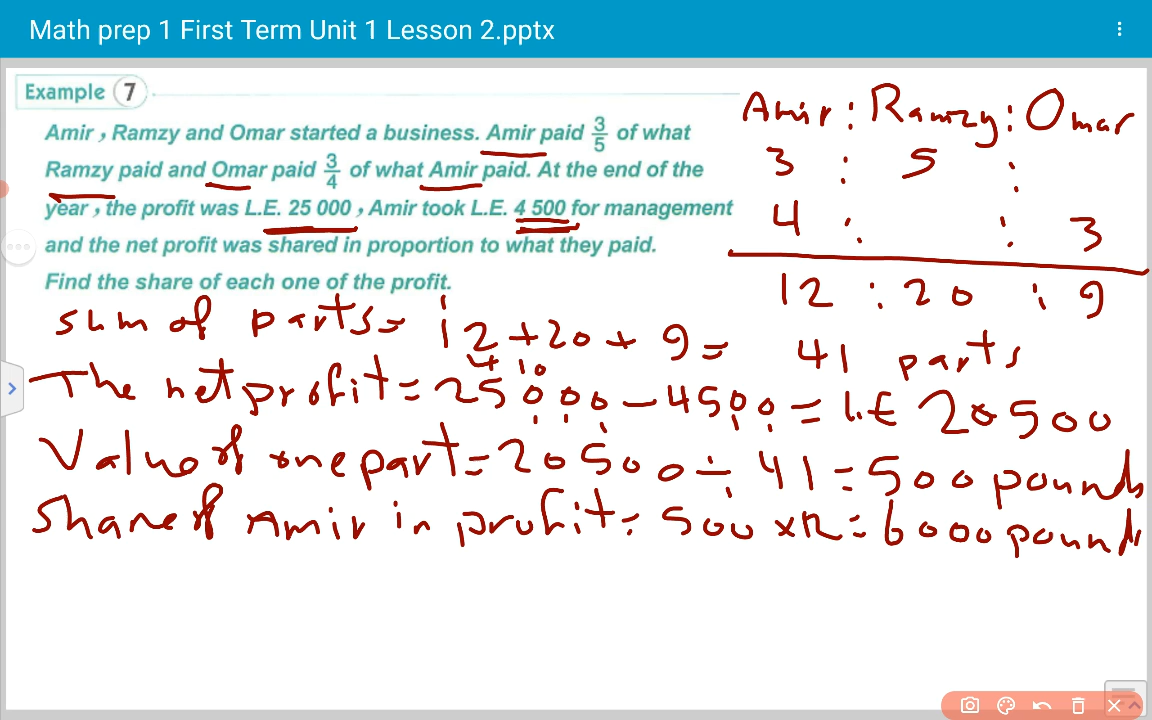 Math prep 1 First Term Unit 1 Lesson 2.pptx
Example 7
Amir , Ramzy and Omar started a business. Amir paid 3/5 of what
Ramzy paid and Omar paid 3/4 of what Amir paid. At the end of the
year , the profit was L.E. 25 000 , Amir took L.E. 4 500 for management
and the net profit was shared in proportion to what they paid.
Find the share of each one of the profit.
Amir : Ramzy : Omar
3 : 5 :
4 : : 3
12 : 20 : 9
sum of parts = 12 + 20 + 9 = 41 parts
4 10
The net profit = 25000 - 4500 = L.E 20500
Value of one part = 20500 ÷ 41 = 500 pounds
Share of Amir in profit = 500 x 12 = 6000 pounds